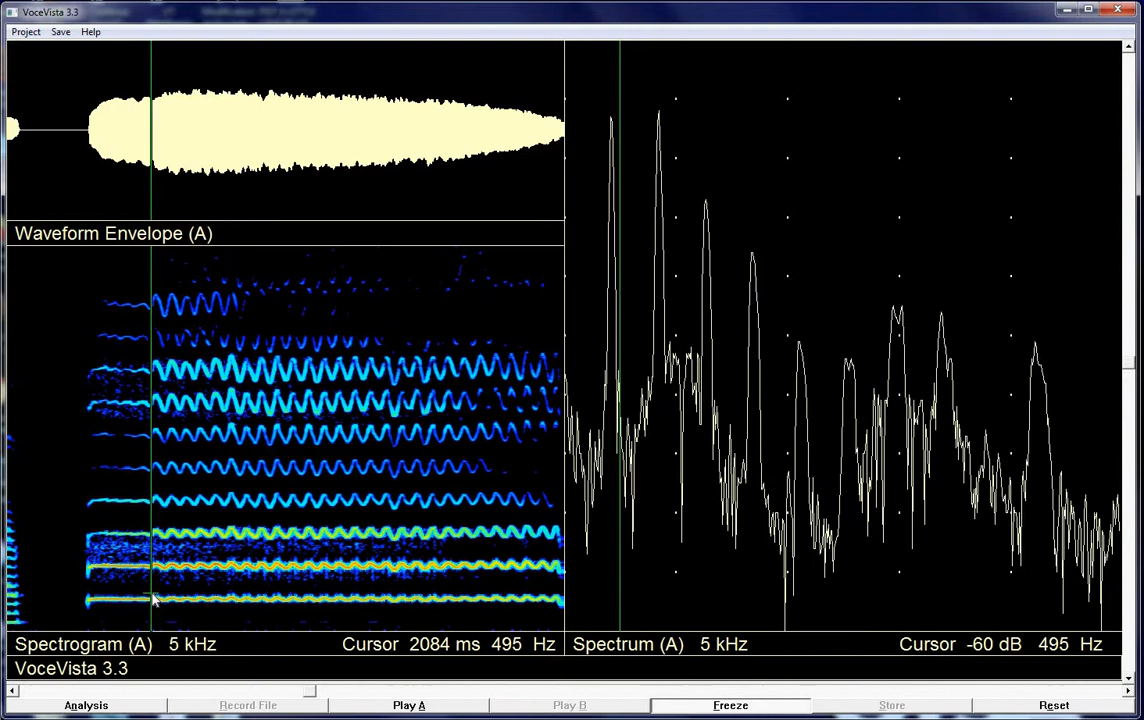 VoceVista 3.3
Project Save Help
Waveform Envelope (A)
Spectrogram (A) 5 kHz Cursor 2084 ms 495 Hz
Spectrum (A) 5 kHz Cursor -60 dB 495 Hz
VoceVista 3.3
Analysis Record File Play A Play B Freeze Store Reset